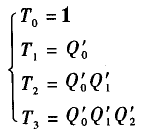 T₀ = 1
T₁ = Q′₀
T₂ = Q′₀Q′₁
T₃ = Q′₀Q′₁Q′₂